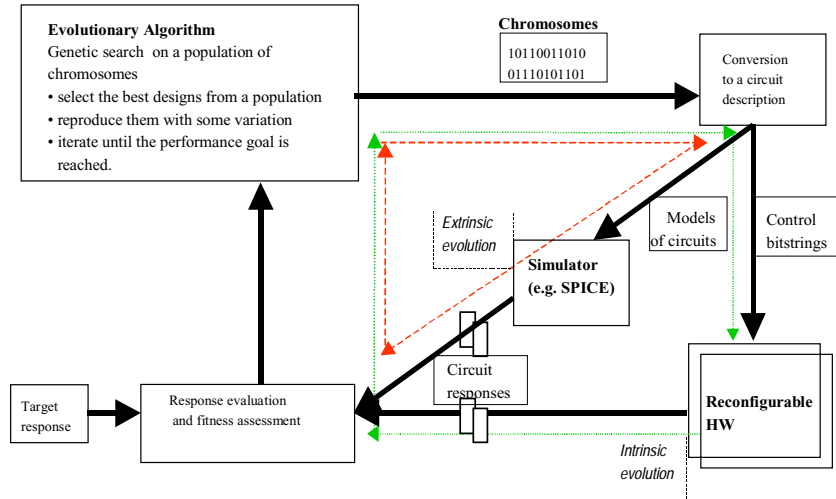 Evolutionary Algorithm
Genetic search on a population of
chromosomes
• select the best designs from a population
• reproduce them with some variation
• iterate until the performance goal is
reached.
Chromosomes
10110011010
01110101101
Conversion
to a circuit
description
Models
of circuits
Control
bitstrings
Extrinsic
evolution
Simulator
(e.g. SPICE)
Circuit
responses
Target
response
Response evaluation
and fitness assessment
Reconfigurable
HW
Intrinsic
evolution